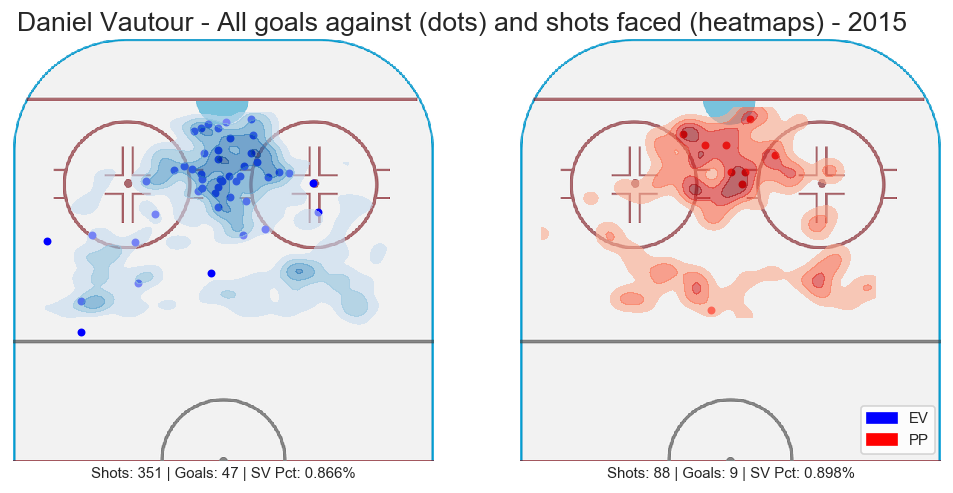 Daniel Vautour - All goals against (dots) and shots faced (heatmaps) - 2015
EV
PP
Shots: 351 | Goals: 47 | SV Pct: 0.866%
Shots: 88 | Goals: 9 | SV Pct: 0.898%